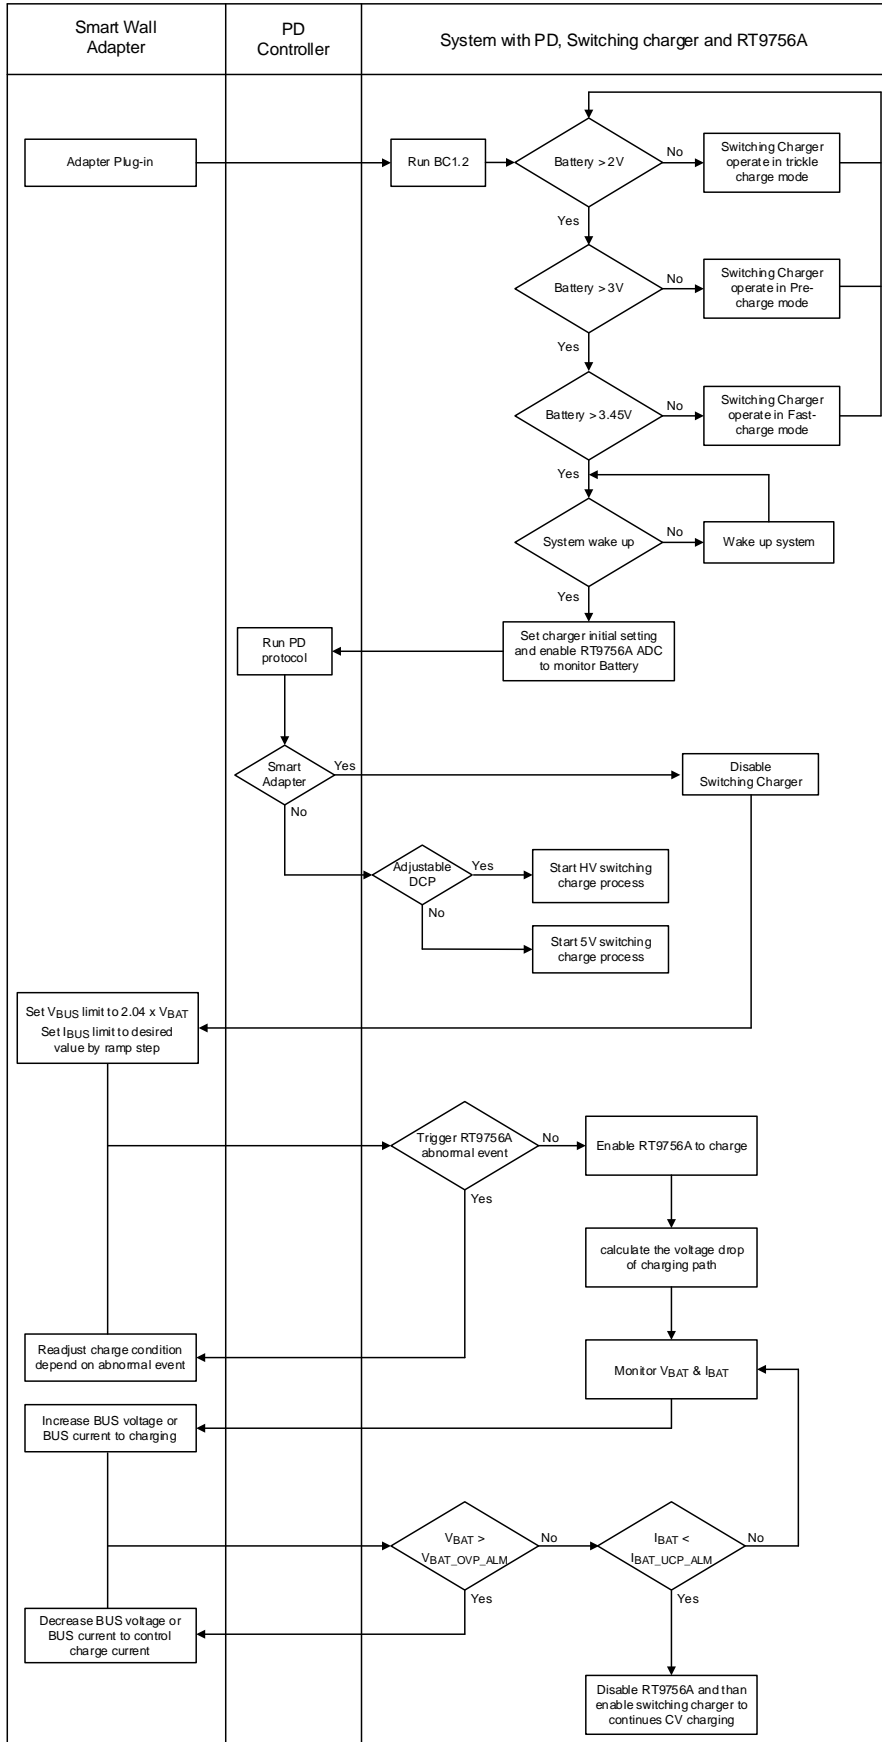 Smart Wall
Adapter
PD
Controller
System with PD, Switching charger and RT9756A
Adapter Plug-in
Run BC1.2
Battery > 2V
No
Switching Charger
operate in trickle
charge mode
Yes
Battery > 3V
No
Switching Charger
operate in Pre-
charge mode
Yes
Battery > 3.45V
No
Switching Charger
operate in Fast-
charge mode
Yes
System wake up
No
Wake up system
Yes
Set charger initial setting
and enable RT9756A ADC
to monitor Battery
Run PD
protocol
Smart
Adapter
Yes
Disable
Switching Charger
No
Adjustable
DCP
Yes
Start HV switching
charge process
No
Start 5V switching
charge process
Set VBUS limit to 2.04 x VBAT
Set IBUS limit to desired
value by ramp step
Trigger RT9756A
abnormal event
No
Enable RT9756A to charge
Yes
calculate the voltage drop
of charging path
Readjust charge condition
depend on abnormal event
Monitor VBAT & IBAT
Increase BUS voltage or
BUS current to charging
VBAT >
VBAT_OVP_ALM
No
IBAT <
IBAT_UCP_ALM
No
Yes
Yes
Decrease BUS voltage or
BUS current to control
charge current
Disable RT9756A and than
enable switching charger to
continues CV charging